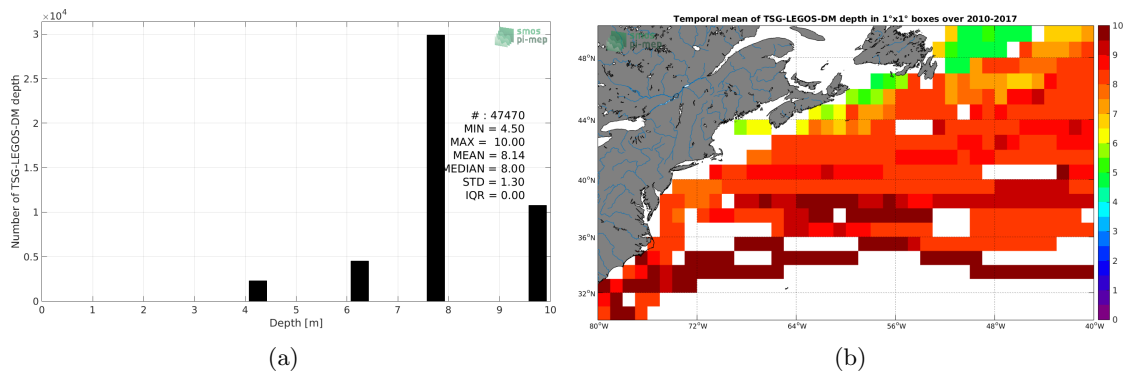 ×10⁴
3
2.5
2
1.5
1
0.5
0
smos
pi-mep
# : 47470
MIN = 4.50
MAX = 10.00
MEAN = 8.14
MEDIAN = 8.00
STD = 1.30
IQR = 0.00
Number of TSG-LEGOS-DM depth
0 1 2 3 4 5 6 7 8 9 10
Depth [m]
(a)
Temporal mean of TSG-LEGOS-DM depth in 1°x1° boxes over 2010-2017
smos
pi-mep
48°N
44°N
40°N
36°N
32°N
80°W 72°W 64°W 56°W 48°W 40°W
10
9
8
7
6
5
4
3
2
1
0
(b)